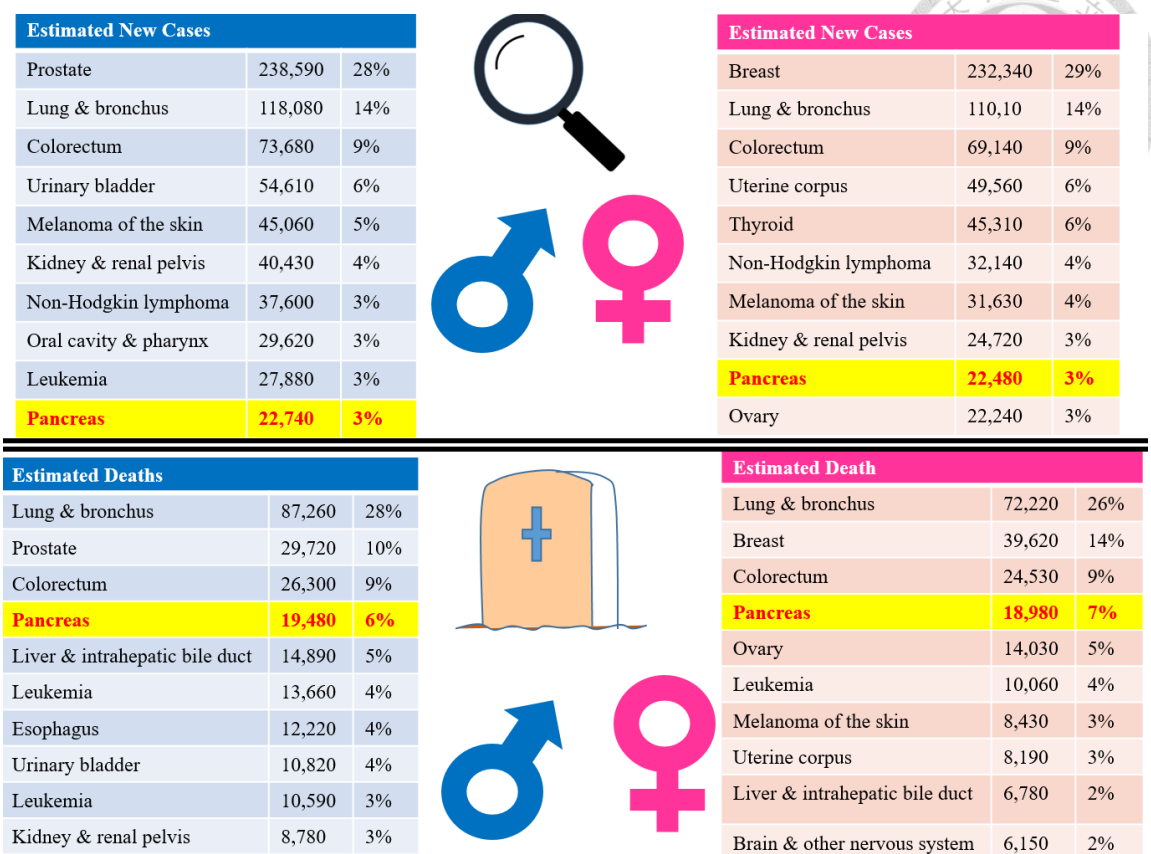 Estimated New Cases
Prostate 238,590 28%
Lung & bronchus 118,080 14%
Colorectum 73,680 9%
Urinary bladder 54,610 6%
Melanoma of the skin 45,060 5%
Kidney & renal pelvis 40,430 4%
Non-Hodgkin lymphoma 37,600 3%
Oral cavity & pharynx 29,620 3%
Leukemia 27,880 3%
Pancreas 22,740 3%
Estimated New Cases
Breast 232,340 29%
Lung & bronchus 110,10 14%
Colorectum 69,140 9%
Uterine corpus 49,560 6%
Thyroid 45,310 6%
Non-Hodgkin lymphoma 32,140 4%
Melanoma of the skin 31,630 4%
Kidney & renal pelvis 24,720 3%
Pancreas 22,480 3%
Ovary 22,240 3%
Estimated Deaths
Lung & bronchus 87,260 28%
Prostate 29,720 10%
Colorectum 26,300 9%
Pancreas 19,480 6%
Liver & intrahepatic bile duct 14,890 5%
Leukemia 13,660 4%
Esophagus 12,220 4%
Urinary bladder 10,820 4%
Leukemia 10,590 3%
Kidney & renal pelvis 8,780 3%
Estimated Death
Lung & bronchus 72,220 26%
Breast 39,620 14%
Colorectum 24,530 9%
Pancreas 18,980 7%
Ovary 14,030 5%
Leukemia 10,060 4%
Melanoma of the skin 8,430 3%
Uterine corpus 8,190 3%
Liver & intrahepatic bile duct 6,780 2%
Brain & other nervous system 6,150 2%